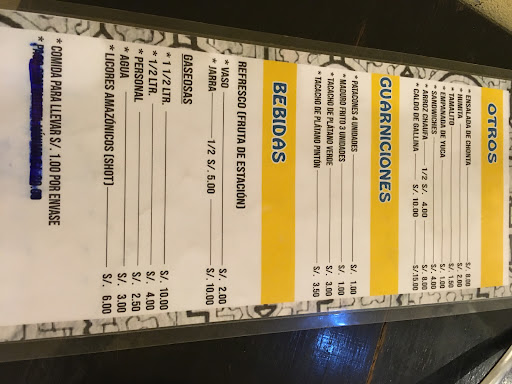 OTROS
* ENSALADA DE CHONTA S/. 8.00
* HUMITA S/. 2.00
* TAMALITO S/. 1.50
* EMPANADA DE YUCA S/. 1.00
* SANDWICHES S/. 4.00
* ARROZ CHAUFA 1/2 S/. 4.00 S/. 8.00
* CALDO DE GALLINA S/. 10.00 S/.15.00
GUARNICIONES
* PATACONES 4 UNIDADES S/. 1.00
* MADURO FRITO 3 UNIDADES S/. 1.00
* TACACHO DE PLÁTANO VERDE S/. 3.00
* TACACHO DE PLÁTANO PINTON S/. 3.50
BEBIDAS
REFRESCO (FRUTA DE ESTACIÓN)
* VASO S/. 2.00
* JARRA 1/2 S/. 5.00 S/. 10.00
GASEOSAS
* 1 1/2 LTR. S/. 10.00
* 1/2 LTR. S/. 4.00
* PERSONAL S/. 2.50
* AGUA S/. 3.00
* LICORES AMAZÓNICOS (SHOT) S/. 6.00
* COMIDA PARA LLEVAR S/. 1.00 POR ENVASE